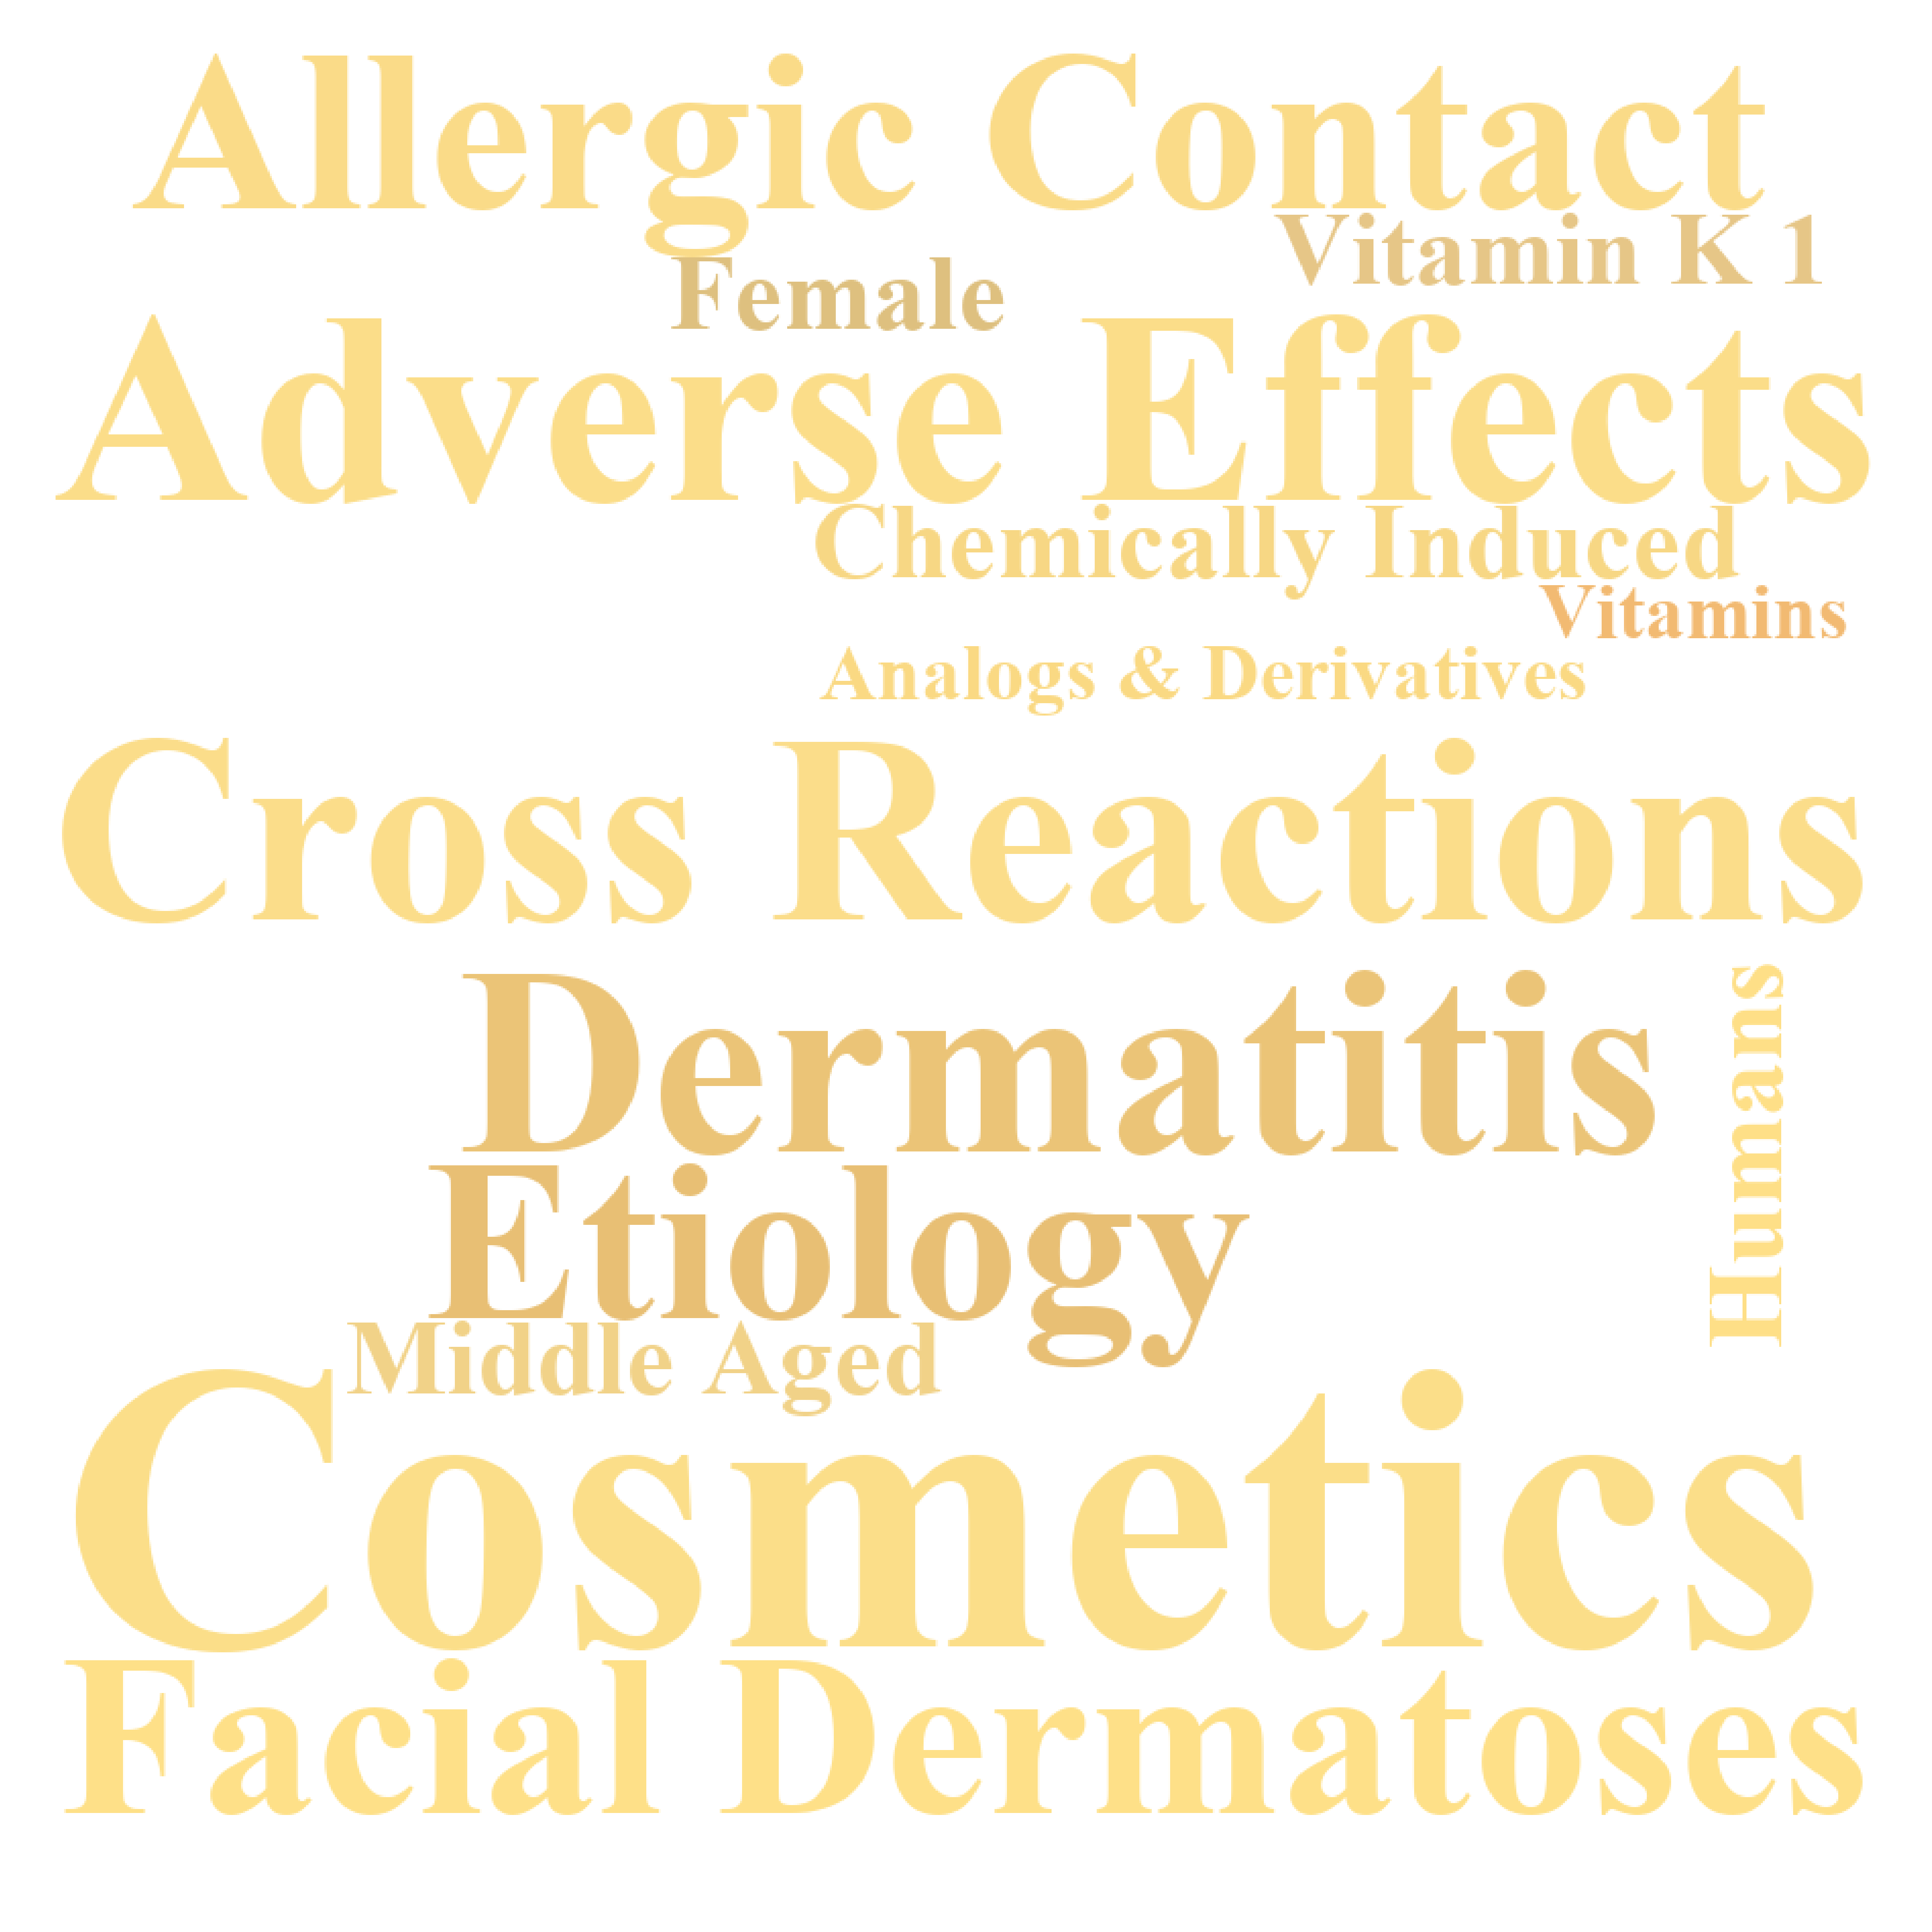 Allergic Contact
Vitamin K 1
Female
Adverse Effects
Chemically Induced
Vitamins
Analogs & Derivatives
Cross Reactions
Dermatitis
Humans
Etiology
Middle Aged
Cosmetics
Facial Dermatoses